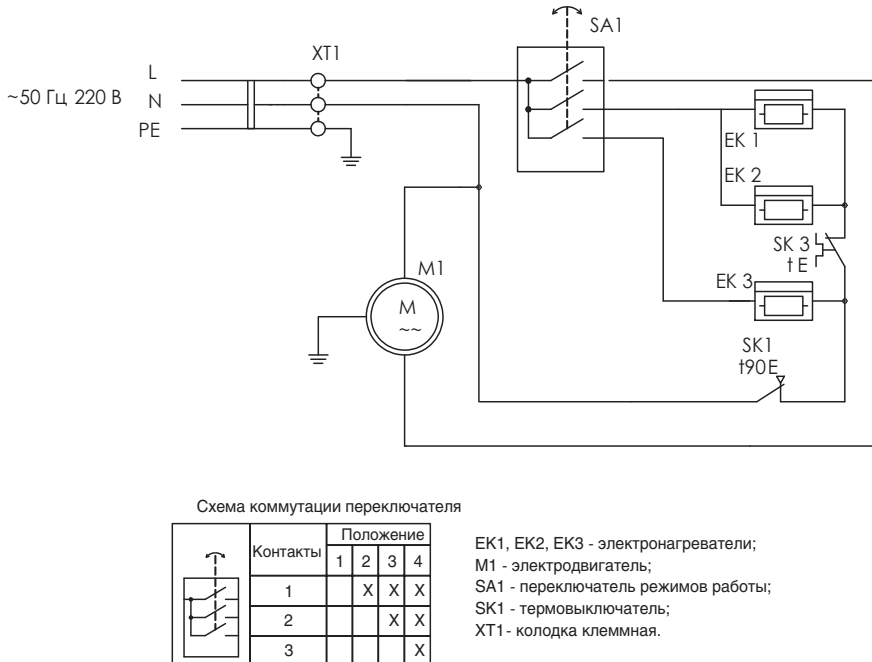 SA1
XT1
L
~50 Гц 220 В
N
PE
EK 1
EK 2
SK 3
tE
M1
EK 3
M
~~
SK1
t90E
Схема коммутации переключателя
Контакты
Положение
1 2 3 4
1 X X X
2 X X
3 X
EK1, EK2, EK3 - электронагреватели;
M1 - электродвигатель;
SA1 - переключатель режимов работы;
SK1 - термовыключатель;
XT1- колодка клеммная.